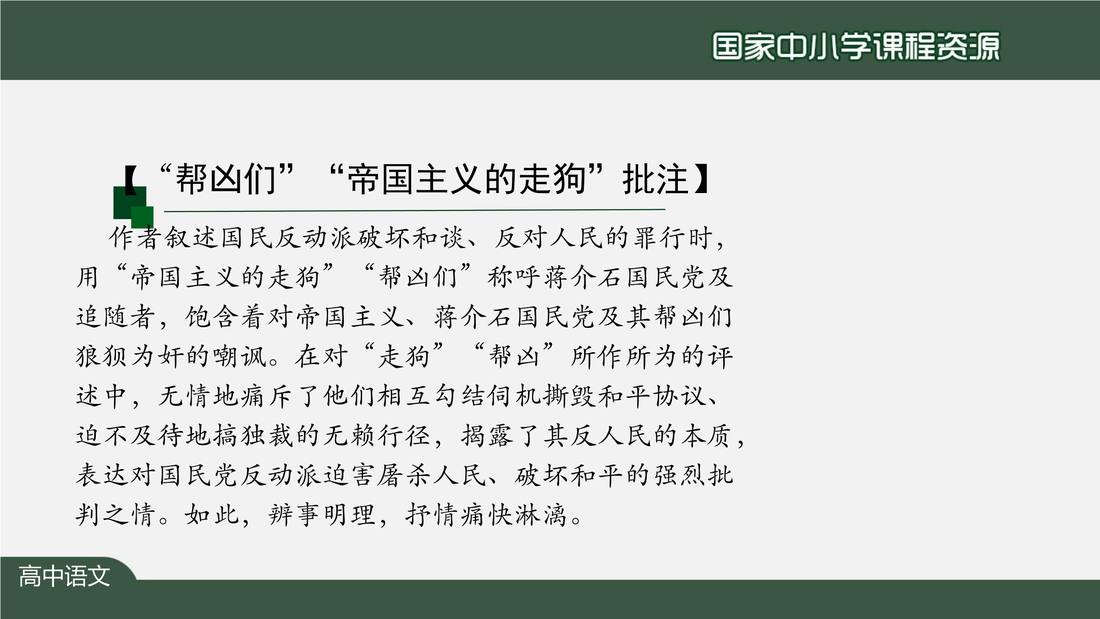 国家中小学课程资源
【“帮凶们”“帝国主义的走狗”批注】
作者叙述国民反动派破坏和谈、反对人民的罪行时，
用“帝国主义的走狗”“帮凶们”称呼蒋介石国民党及
追随者，饱含着对帝国主义、蒋介石国民党及其帮凶们
狼狈为奸的嘲讽。在对“走狗”“帮凶”所作所为的评
述中，无情地痛斥了他们相互勾结伺机撕毁和平协议、
迫不及待地搞独裁的无赖行径，揭露了其反人民的本质，
表达对国民党反动派迫害屠杀人民、破坏和平的强烈批
判之情。如此，辨事明理，抒情痛快淋漓。
高中语文